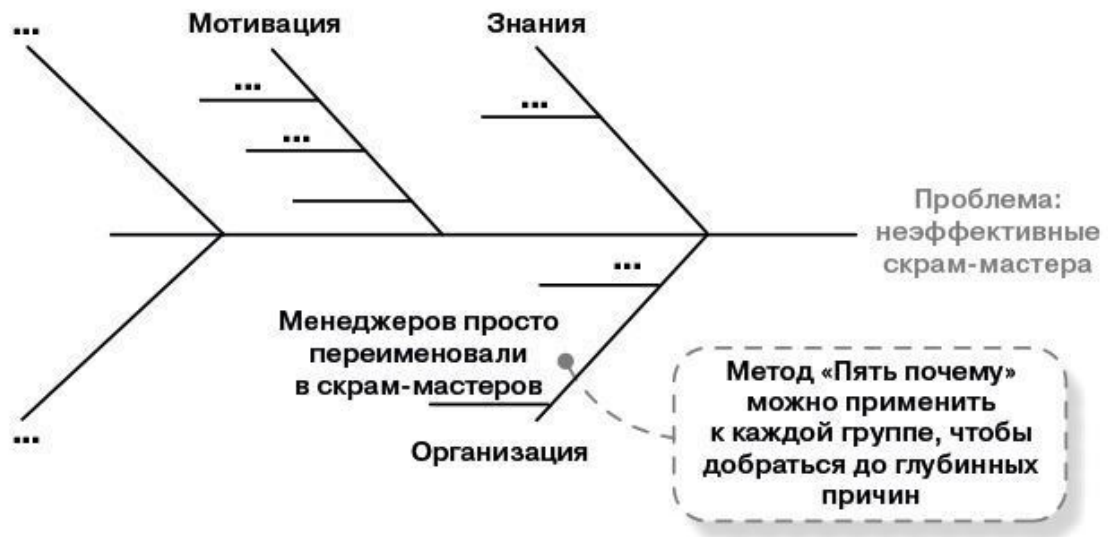 ...
Мотивация
Знания
...
...
...
Проблема:
неэффективные
скрам-мастера
...
Менеджеров просто
переименовали
в скрам-мастеров
Организация
...
Метод «Пять почему»
можно применить
к каждой группе, чтобы
добраться до глубинных
причин